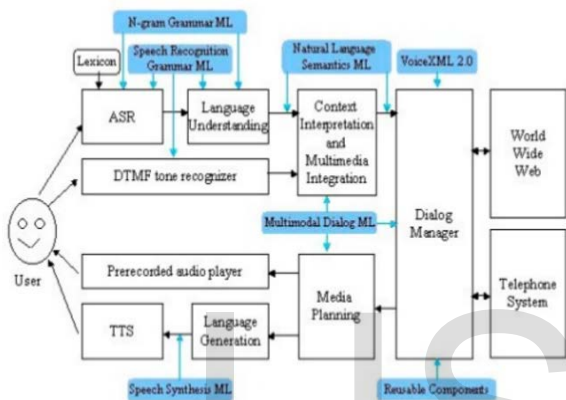 N-gram Grammar ML
Speech Recognition
Grammar ML
Natural Language
Semantics ML
VoiceXML 2.0
Lexicon
ASR
Language
Understanding
Context
Interpretation
and
Multimedia
Integration
World
Wide
Web
DTMF tone recognizer
Multimodal Dialog ML
Dialog
Manager
User
Prerecorded audio player
Media
Planning
Telephone
System
TTS
Language
Generation
Speech Synthesis ML
Reusable Components